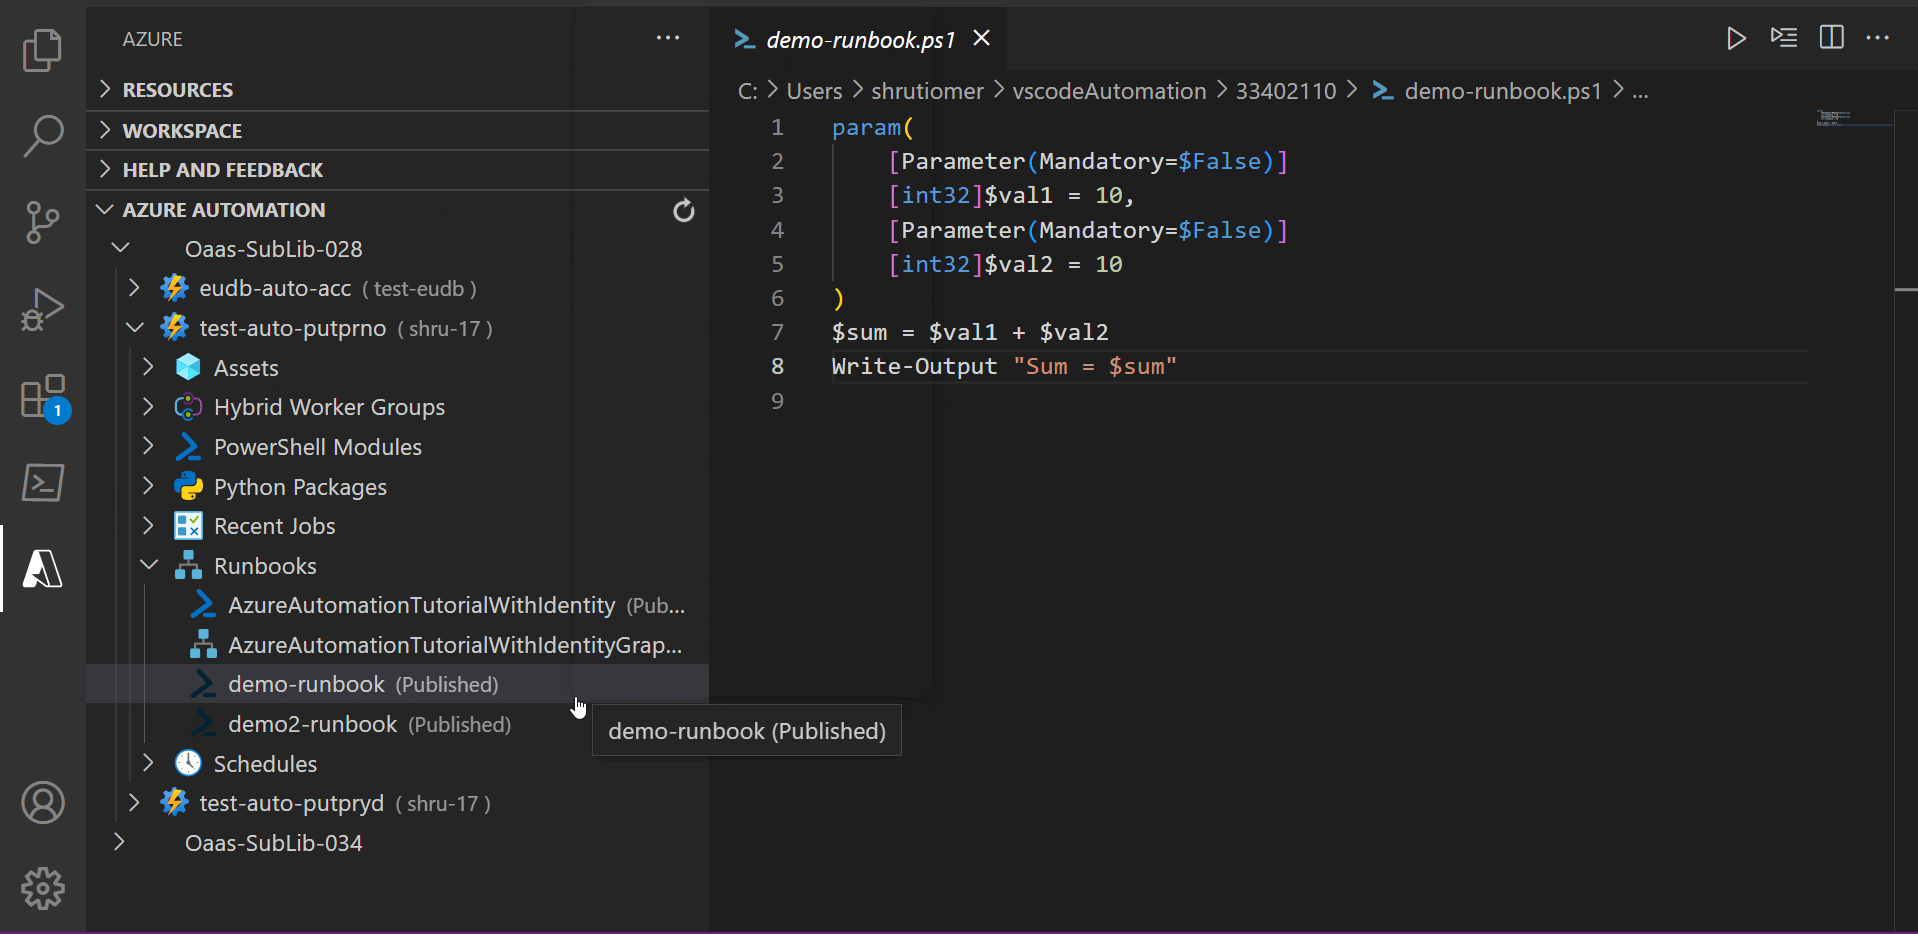 AZURE
RESOURCES
WORKSPACE
HELP AND FEEDBACK
AZURE AUTOMATION
Oaas-SubLib-028
eudb-auto-acc ( test-eudb )
test-auto-putprno ( shru-17 )
Assets
Hybrid Worker Groups
PowerShell Modules
Python Packages
Recent Jobs
Runbooks
AzureAutomationTutorialWithIdentity (Pub...
AzureAutomationTutorialWithIdentityGrap...
demo-runbook (Published)
demo2-runbook (Published)
Schedules
test-auto-putpryd ( shru-17 )
Oaas-SubLib-034
1
demo-runbook (Published)
demo-runbook.ps1
C: > Users > shrutiomer > vscodeAutomation > 33402110 > demo-runbook.ps1 > ...
1 param(
2     [Parameter(Mandatory=$False)]
3     [int32]$val1 = 10,
4     [Parameter(Mandatory=$False)]
5     [int32]$val2 = 10
6 )
7 $sum = $val1 + $val2
8 Write-Output "Sum = $sum"
9